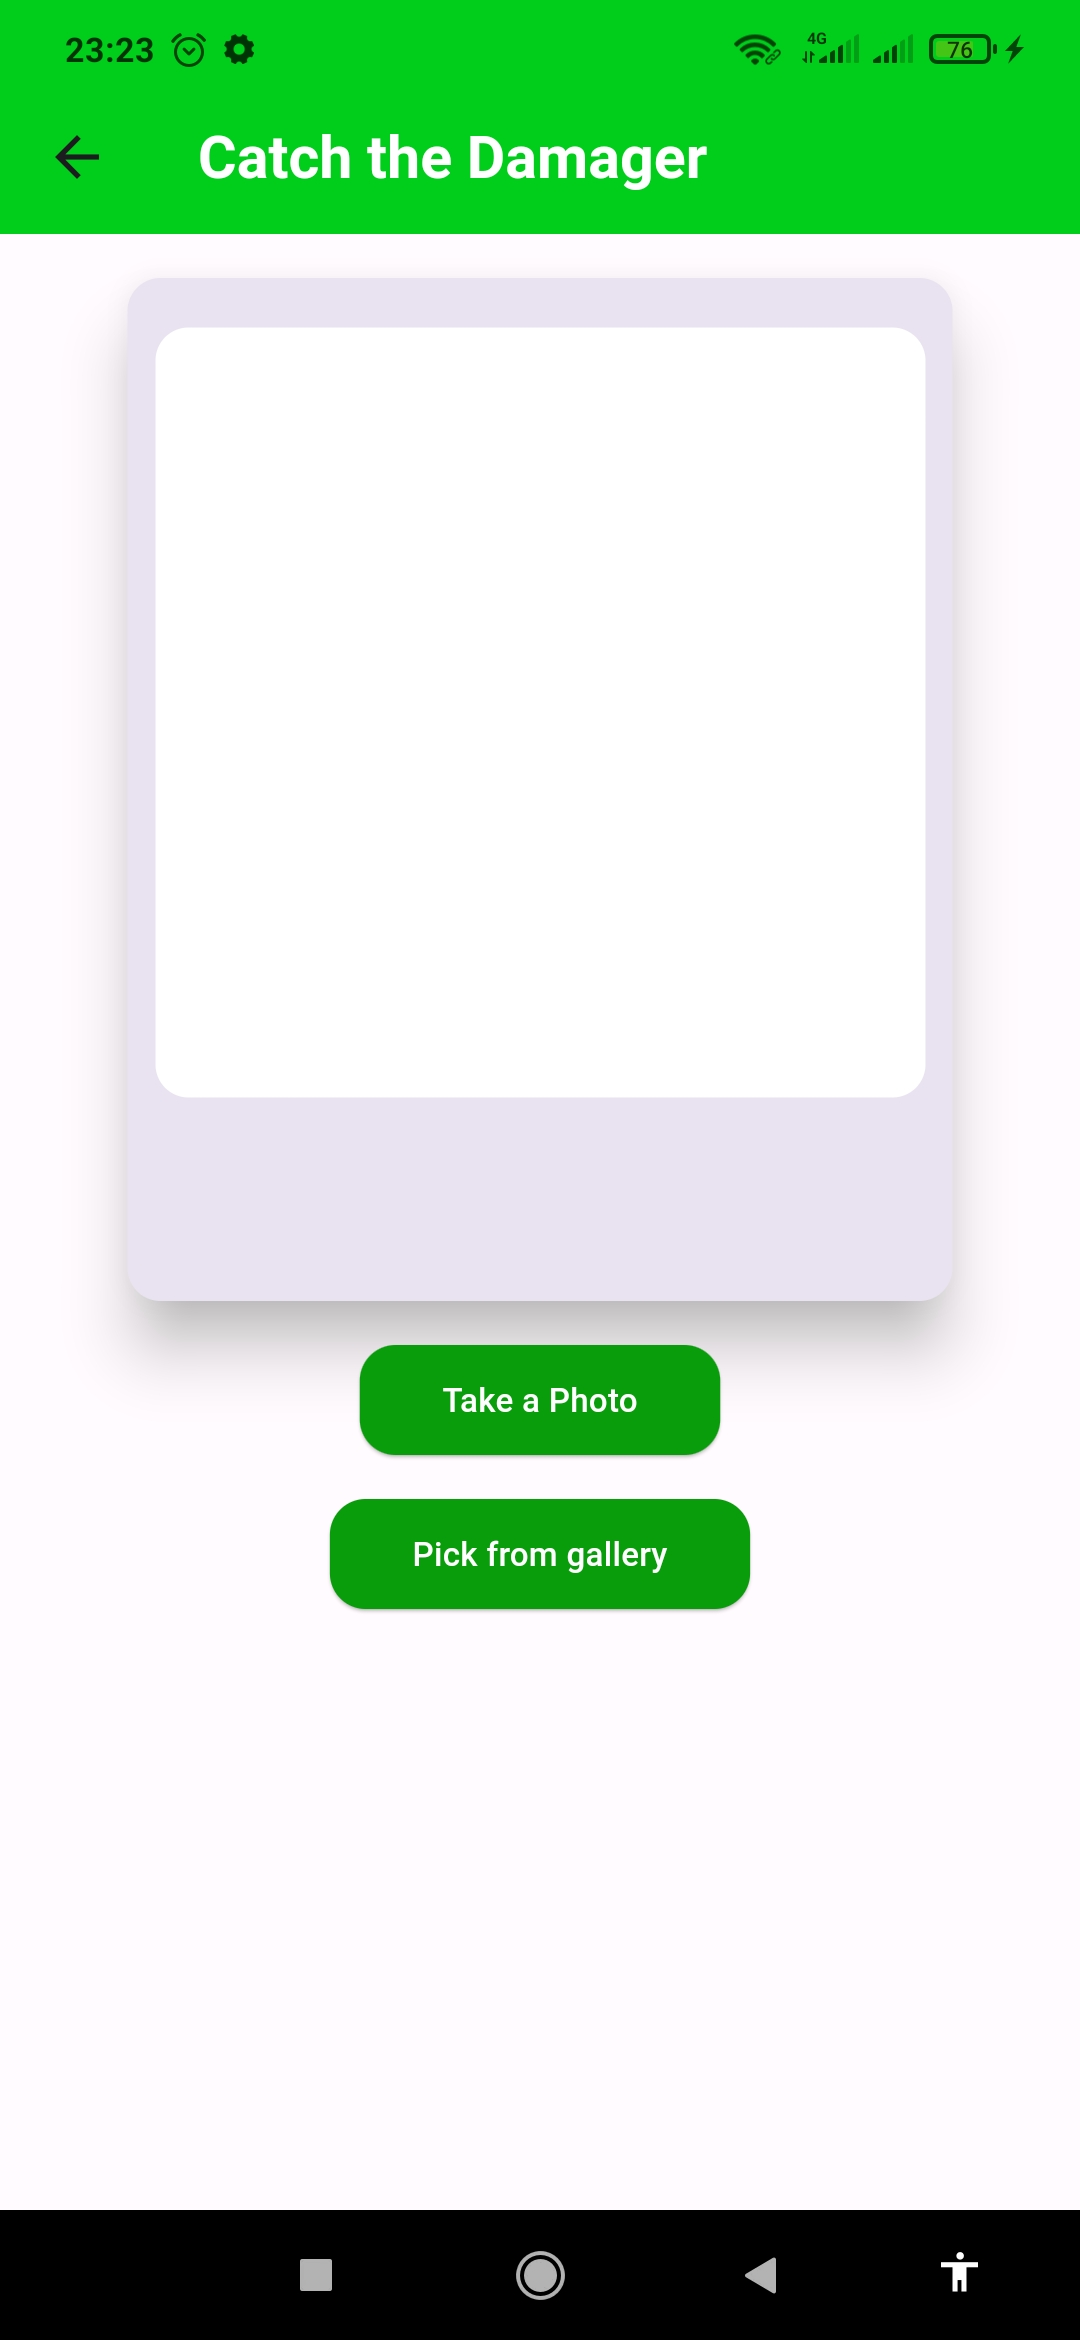 23:23
4G
76
Catch the Damager
Take a Photo
Pick from gallery